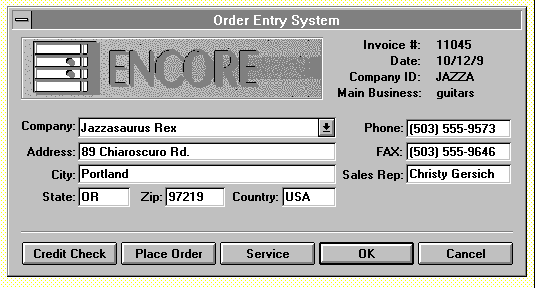 Order Entry System
ENCORE
Invoice #: 11045
Date: 10/12/9
Company ID: JAZZA
Main Business: guitars
Company: Jazzasaurus Rex
Phone: (503) 555-9573
Address: 89 Chiaroscuro Rd.
FAX: (503) 555-9646
City: Portland
Sales Rep: Christy Gersich
State: OR Zip: 97219 Country: USA
Credit Check Place Order Service OK Cancel